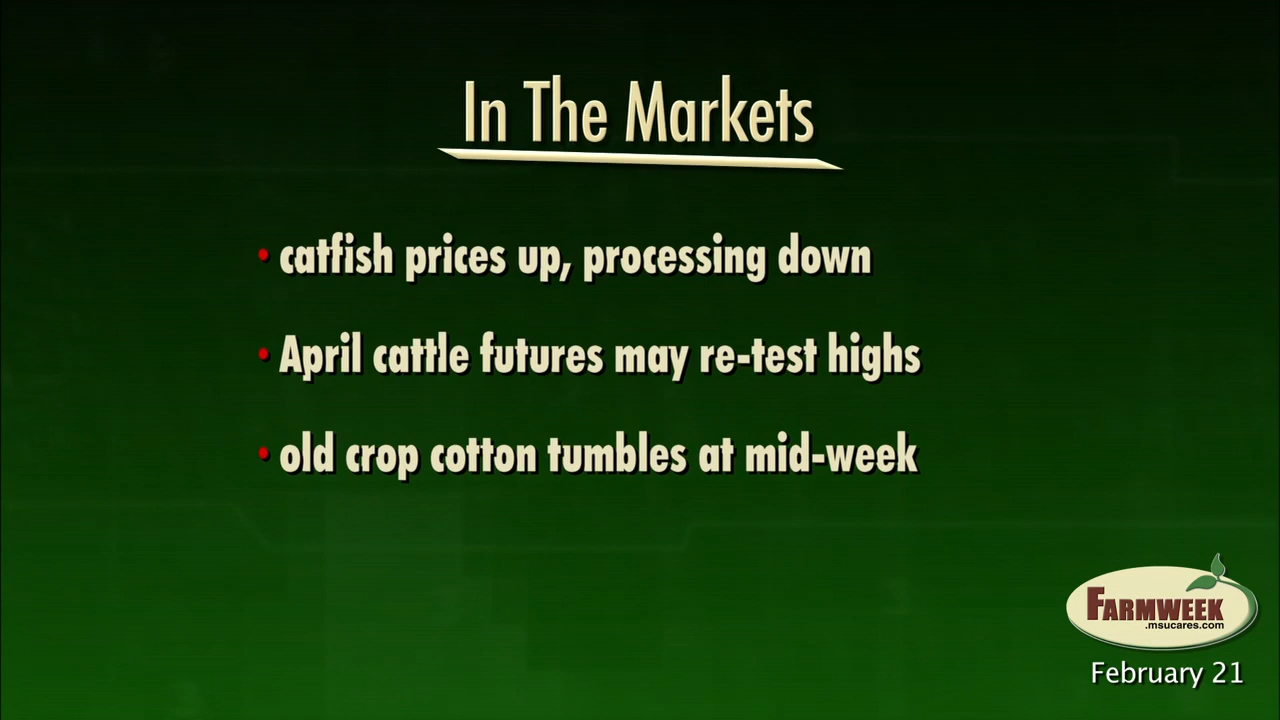 In The Markets
• catfish prices up, processing down
• April cattle futures may re-test highs
• old crop cotton tumbles at mid-week
FARMWEEK
.msucares.com
February 21